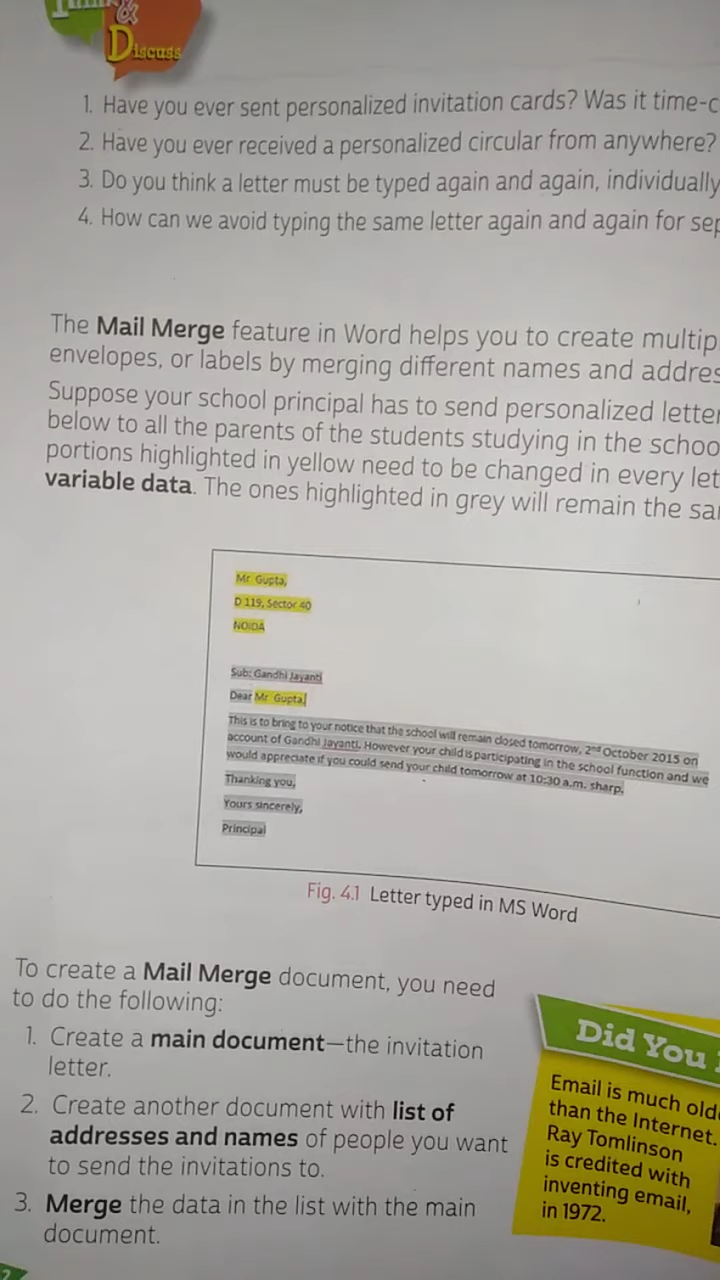 Think &
Discuss
1. Have you ever sent personalized invitation cards? Was it time-c
2. Have you ever received a personalized circular from anywhere?
3. Do you think a letter must be typed again and again, individually
4. How can we avoid typing the same letter again and again for sep
The Mail Merge feature in Word helps you to create multip
envelopes, or labels by merging different names and addres
Suppose your school principal has to send personalized letter
below to all the parents of the students studying in the schoo
portions highlighted in yellow need to be changed in every let
variable data. The ones highlighted in grey will remain the sa
Mr Gupta,
D 119, Sector 40
NOIDA
Sub: Gandhi Jayanti
Dear Mr Gupta,
This is to bring to your notice that the school will remain closed tomorrow, 2nd October 2015 on
account of Gandhi Jayanti. However your child is participating in the school function and we
would appreciate if you could send your child tomorrow at 10:30 a.m. sharp.
Thanking you,
Yours sincerely,
Principal
Fig. 4.1 Letter typed in MS Word
To create a Mail Merge document, you need
to do the following:
1. Create a main document—the invitation
letter.
2. Create another document with list of
addresses and names of people you want
to send the invitations to.
3. Merge the data in the list with the main
document.
Did You
Email is much olde
than the Internet.
Ray Tomlinson
is credited with
inventing email,
in 1972.
2